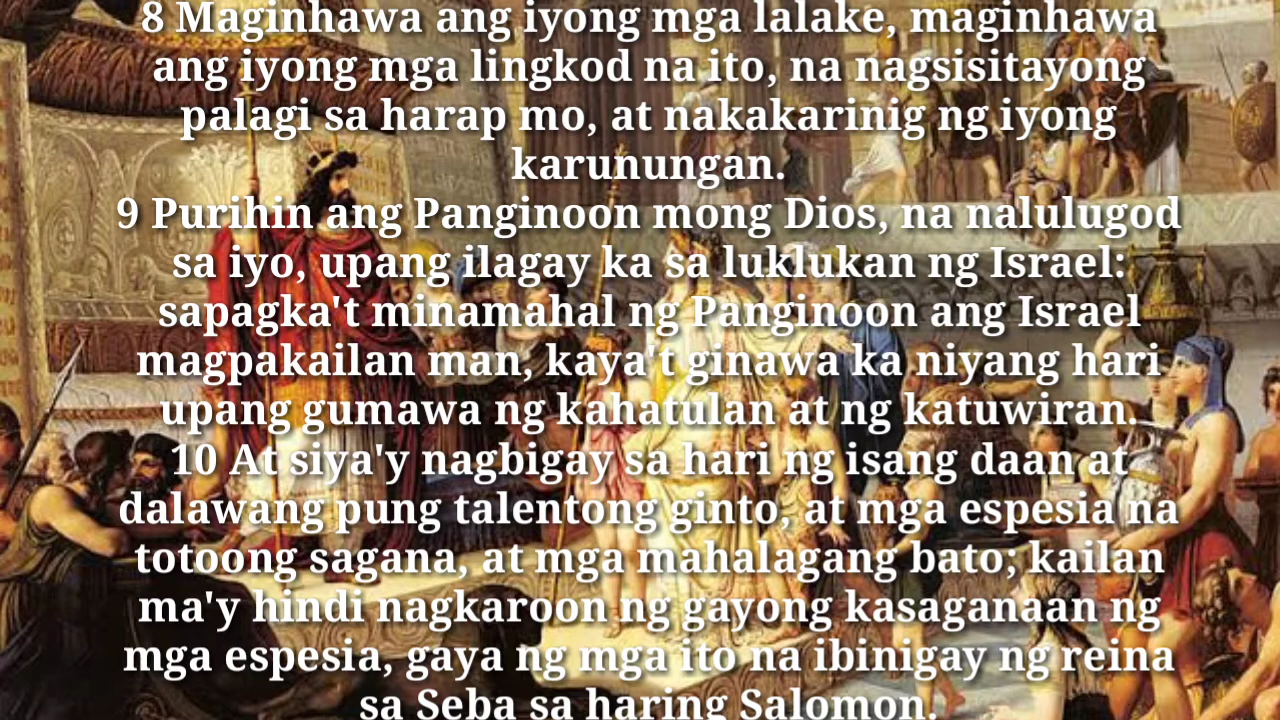 8 Maginhawa ang iyong mga lalake, maginhawa
ang iyong mga lingkod na ito, na nagsisitayong
palagi sa harap mo, at nakakarinig ng iyong
karunungan.
9 Purihin ang Panginoon mong Dios, na nalulugod
sa iyo, upang ilagay ka sa luklukan ng Israel:
sapagka't minamahal ng Panginoon ang Israel
magpakailan man, kaya't ginawa ka niyang hari
upang gumawa ng kahatulan at ng katuwiran.
10 At siya'y nagbigay sa hari ng isang daan at
dalawang pung talentong ginto, at mga espesia na
totoong sagana, at mga mahalagang bato; kailan
ma'y hindi nagkaroon ng gayong kasaganaan ng
mga espesia, gaya ng mga ito na ibinigay ng reina
sa Seba sa haring Salomon.